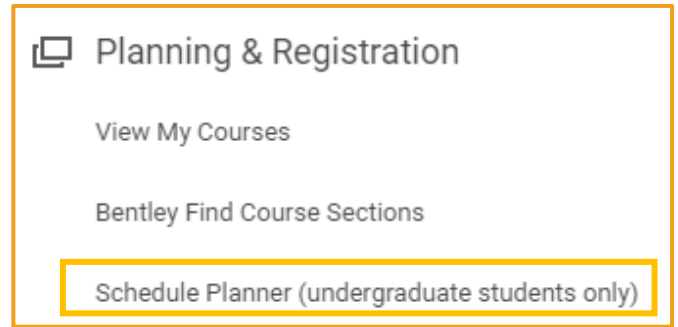 Planning & Registration
View My Courses
Bentley Find Course Sections
Schedule Planner (undergraduate students only)